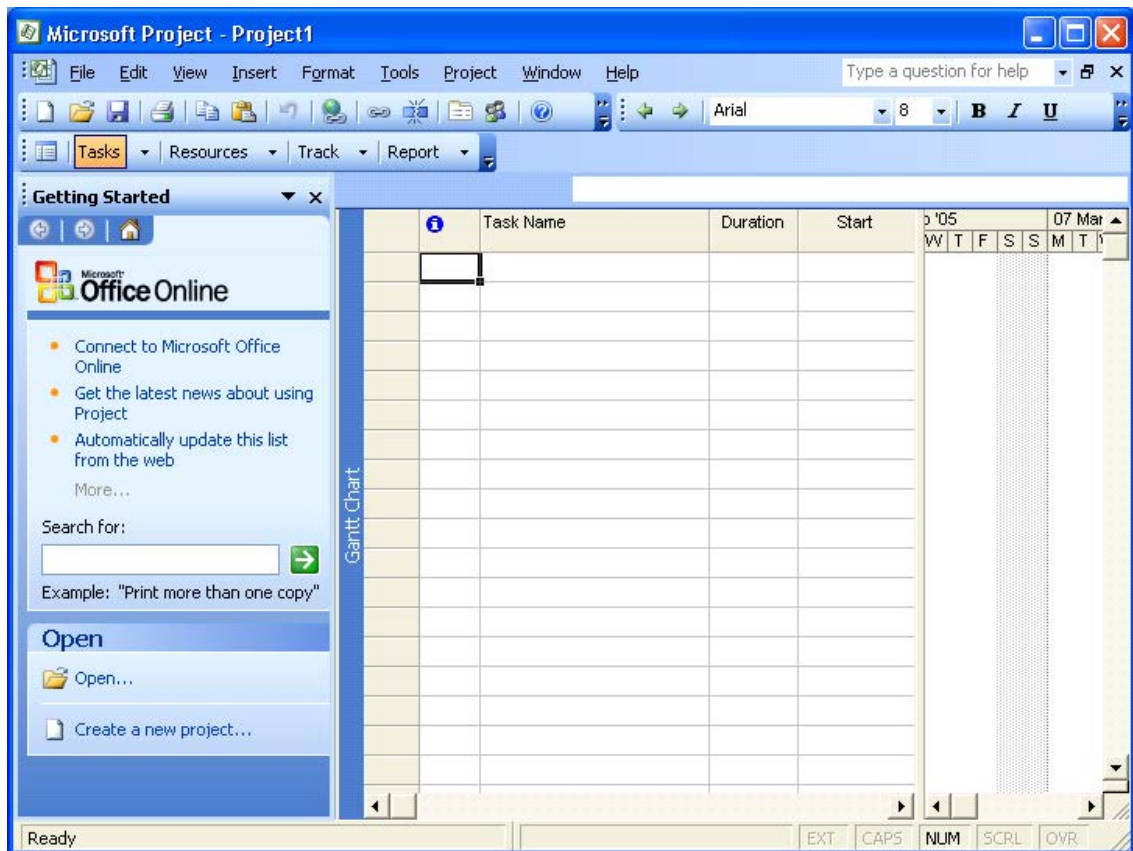 Microsoft Project - Project1
File Edit View Insert Format Tools Project Window Help Type a question for help
Arial 8 B I U
Tasks Resources Track Report
Getting Started
Task Name Duration Start '05 07 Mar
W T F S S M T
Microsoft
Office Online
Connect to Microsoft Office
Online
Get the latest news about using
Project
Automatically update this list
from the web
More...
Search for:
Example: "Print more than one copy"
Open
Open...
Create a new project...
Gantt Chart
Ready EXT CAPS NUM SCRL OVR